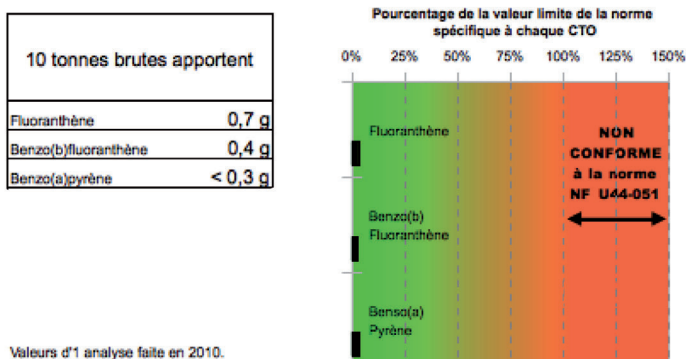 10 tonnes brutes apportent
Fluoranthène 0,7 g
Benzo(b)fluoranthène 0,4 g
Benzo(a)pyrène < 0,3 g
Valeurs d'1 analyse faite en 2010.
Pourcentage de la valeur limite de la norme
spécifique à chaque CTO
0% 25% 50% 75% 100% 125% 150%
Fluoranthène
NON
CONFORME
à la norme
NF U44-051
Benzo(b)
Fluoranthène
Benso(a)
Pyrène